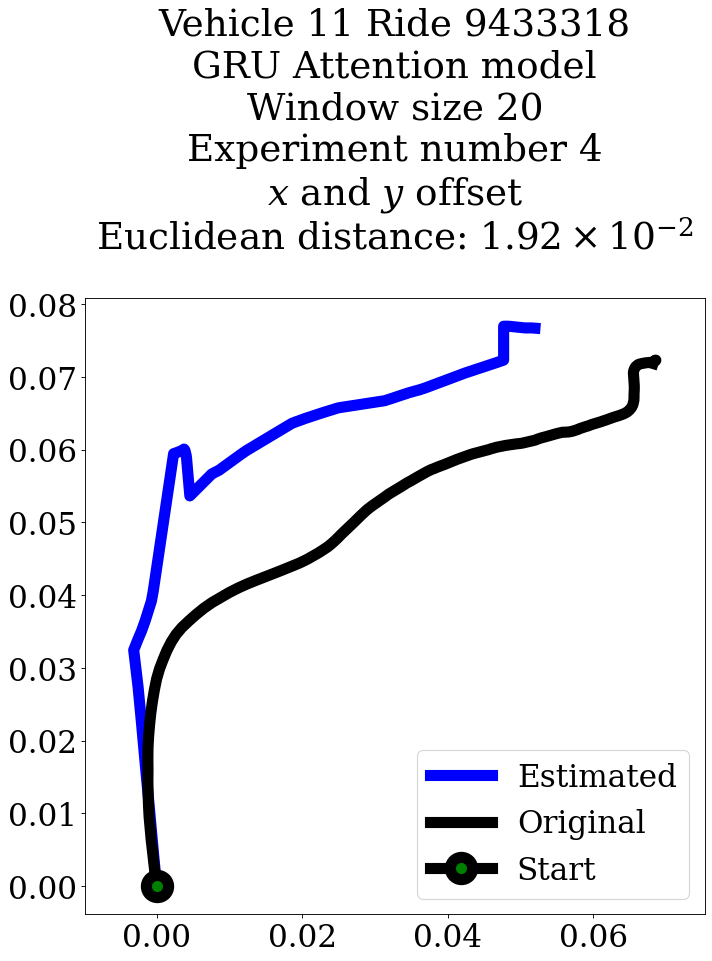 Vehicle 11 Ride 9433318
GRU Attention model
Window size 20
Experiment number 4
x and y offset
Euclidean distance: 1.92 × 10⁻²
0.08
0.07
0.06
0.05
0.04
0.03
0.02
0.01
0.00
Estimated
Original
Start
0.00 0.02 0.04 0.06